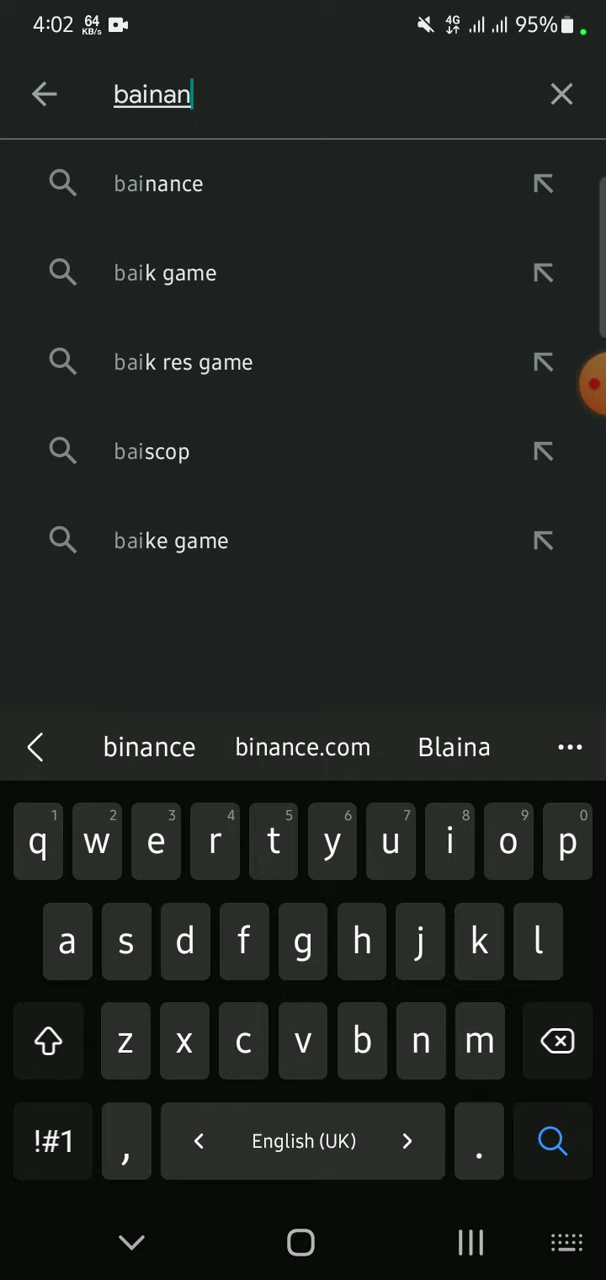 4:02 64 KB/s 4G 95%
bainan
bainance
baik game
baik res game
baiscop
baike game
binance binance.com Blaina ...
1 2 3 4 5 6 7 8 9 0
q w e r t y u i o p
a s d f g h j k l
z x c v b n m
!#1 , < English (UK) > .